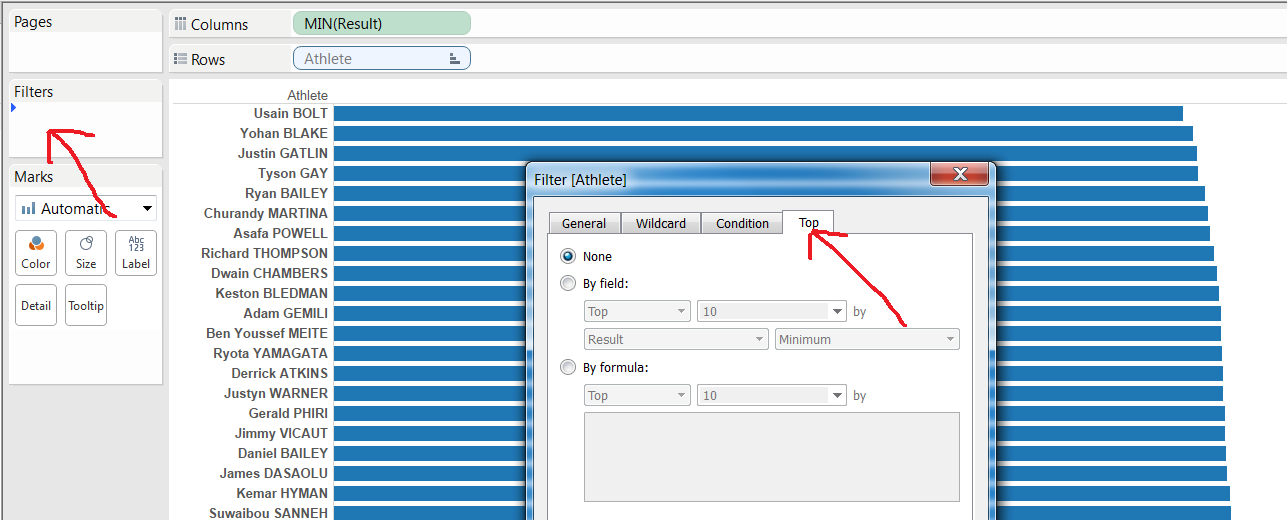 Pages
Columns
MIN(Result)
Rows
Athlete
Filters
Athlete
Usain BOLT
Yohan BLAKE
Justin GATLIN
Tyson GAY
Ryan BAILEY
Churandy MARTINA
Asafa POWELL
Richard THOMPSON
Dwain CHAMBERS
Keston BLEDMAN
Adam GEMILI
Ben Youssef MEITE
Ryota YAMAGATA
Derrick ATKINS
Justyn WARNER
Gerald PHIRI
Jimmy VICAUT
Daniel BAILEY
James DASAOLU
Kemar HYMAN
Suwaibou SANNEH
Marks
Automatic
Abc
123
Color
Size
Label
Detail
Tooltip
Filter [Athlete]
General
Wildcard
Condition
Top
None
By field:
Top
10
by
Result
Minimum
By formula:
Top
10
by